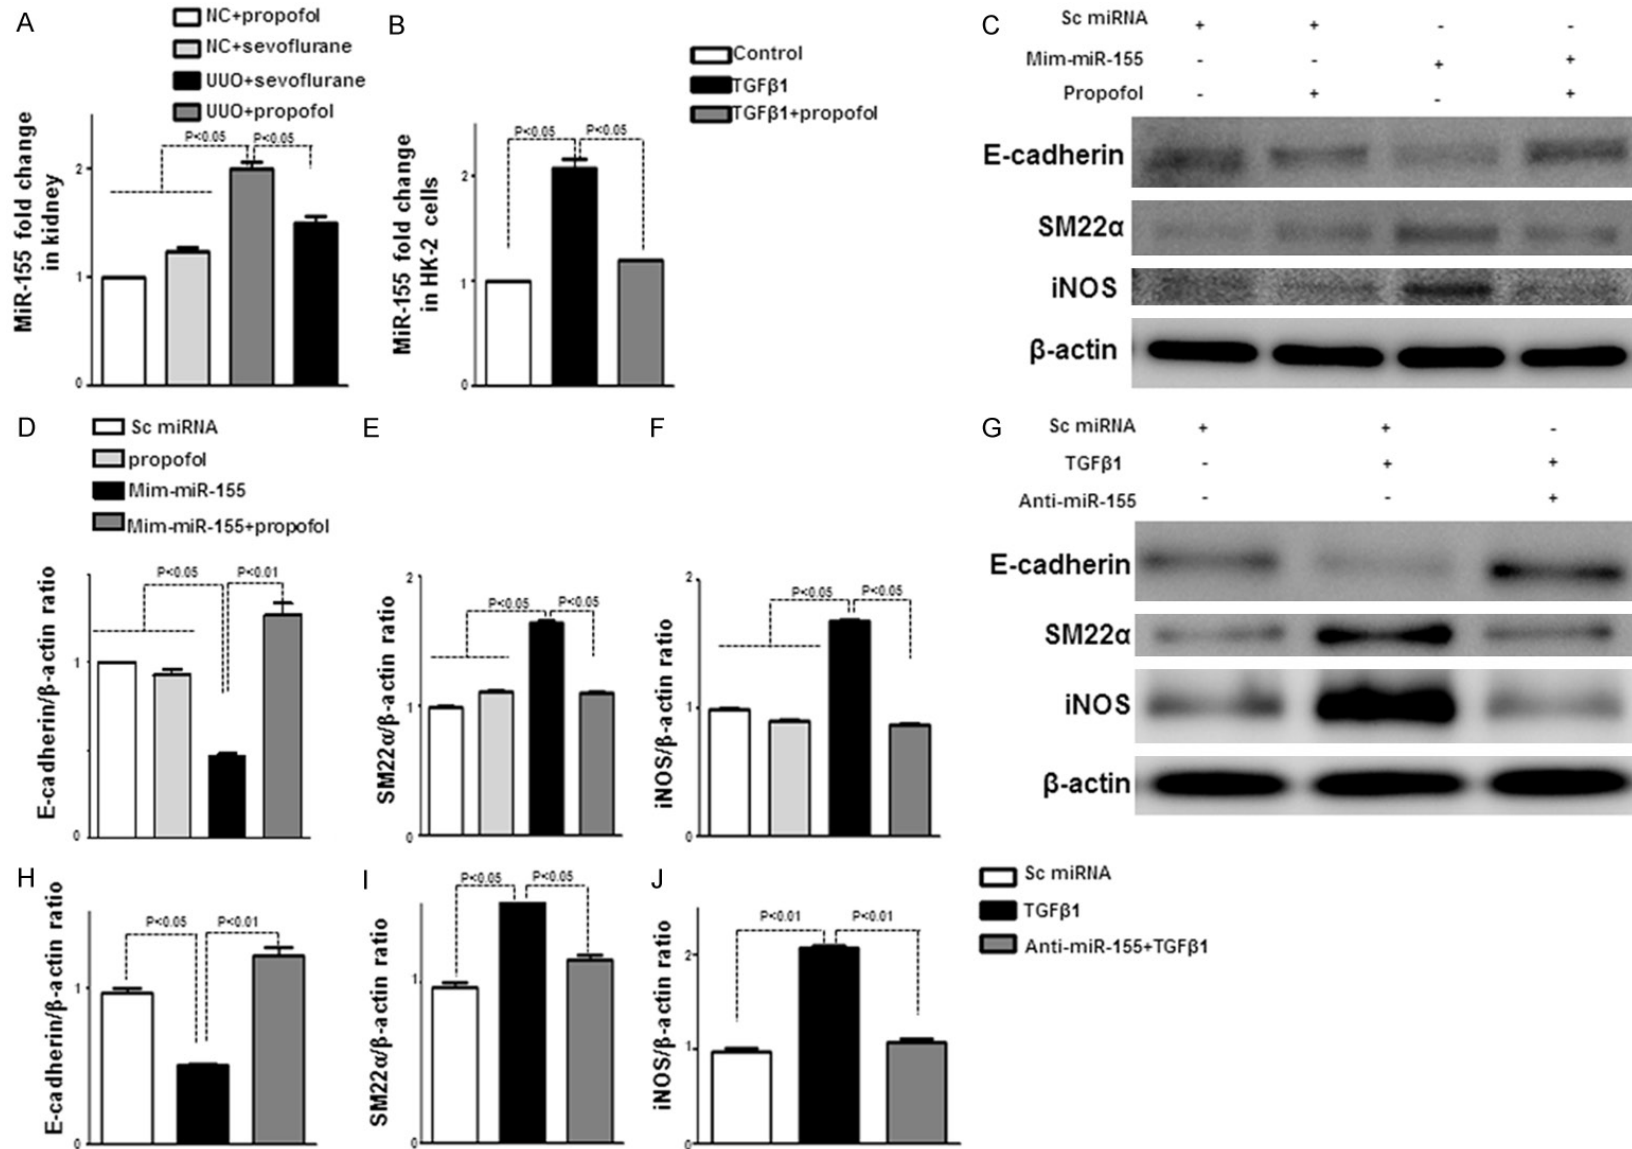 A
NC+propofol
NC+sevoflurane
UUO+sevoflurane
UUO+propofol
MiR-155 fold change
in kidney
P<0.05
P<0.05
2
1
0
B
Control
TGFβ1
TGFβ1+propofol
MiR-155 fold change
in HK-2 cells
P<0.05
P<0.05
2
1
0
C
Sc miRNA + + - -
Mim-miR-155 - - + +
Propofol - + - +
E-cadherin
SM22α
iNOS
β-actin
D
Sc miRNA
propofol
Mim-miR-155
Mim-miR-155+propofol
E-cadherin/β-actin ratio
P<0.05
P<0.01
1
0
E
SM22α/β-actin ratio
P<0.05
P<0.05
2
1
0
F
iNOS/β-actin ratio
P<0.05
P<0.05
2
1
0
G
Sc miRNA + + -
TGFβ1 - + +
Anti-miR-155 - - +
E-cadherin
SM22α
iNOS
β-actin
H
E-cadherin/β-actin ratio
P<0.05
P<0.01
1
0
I
SM22α/β-actin ratio
P<0.05
P<0.05
1
0
J
iNOS/β-actin ratio
P<0.01
P<0.01
2
1
0
Sc miRNA
TGFβ1
Anti-miR-155+TGFβ1